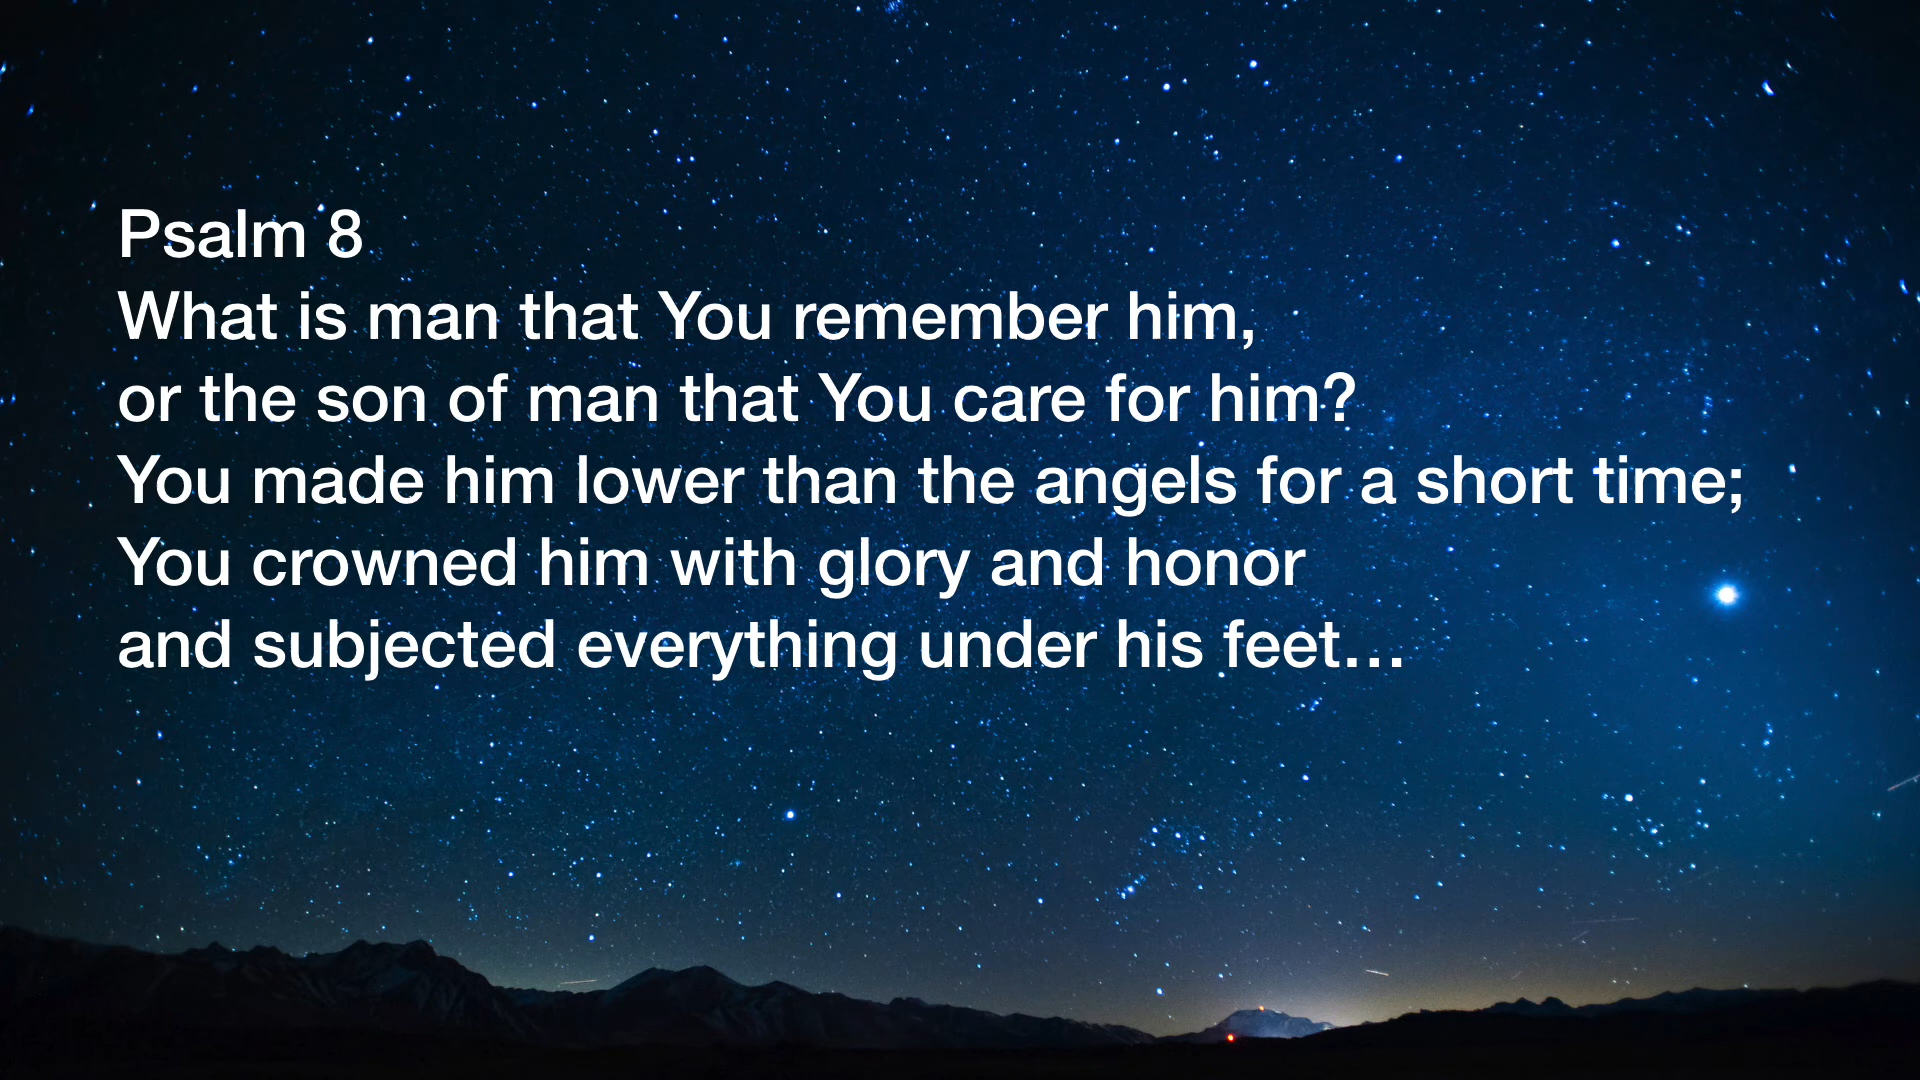 Psalm 8
What is man that You remember him,
or the son of man that You care for him?
You made him lower than the angels for a short time;
You crowned him with glory and honor
and subjected everything under his feet…